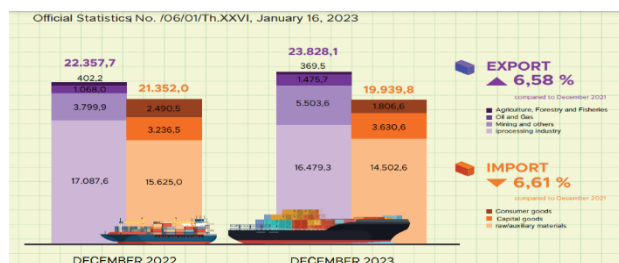 Official Statistics No. /06/01/Th.XXVI, January 16, 2023
22.357,7
402,2
1.068,0
3.799,9
17.087,6
21.352,0
2.490,5
3.236,5
15.625,0
23.828,1
369,5
1.475,7
5.503,6
16.479,3
19.939,8
1.806,6
3.630,6
14.502,6
EXPORT
6,58 %
compared to December 2021
Agriculture, Forestry and Fisheries
Oil and Gas
Mining and others
Iprocessing industry
IMPORT
6,61 %
compared to December 2021
Consumer goods
Capital goods
raw/auxiliary materials
DECEMBER 2022
DECEMBER 2023